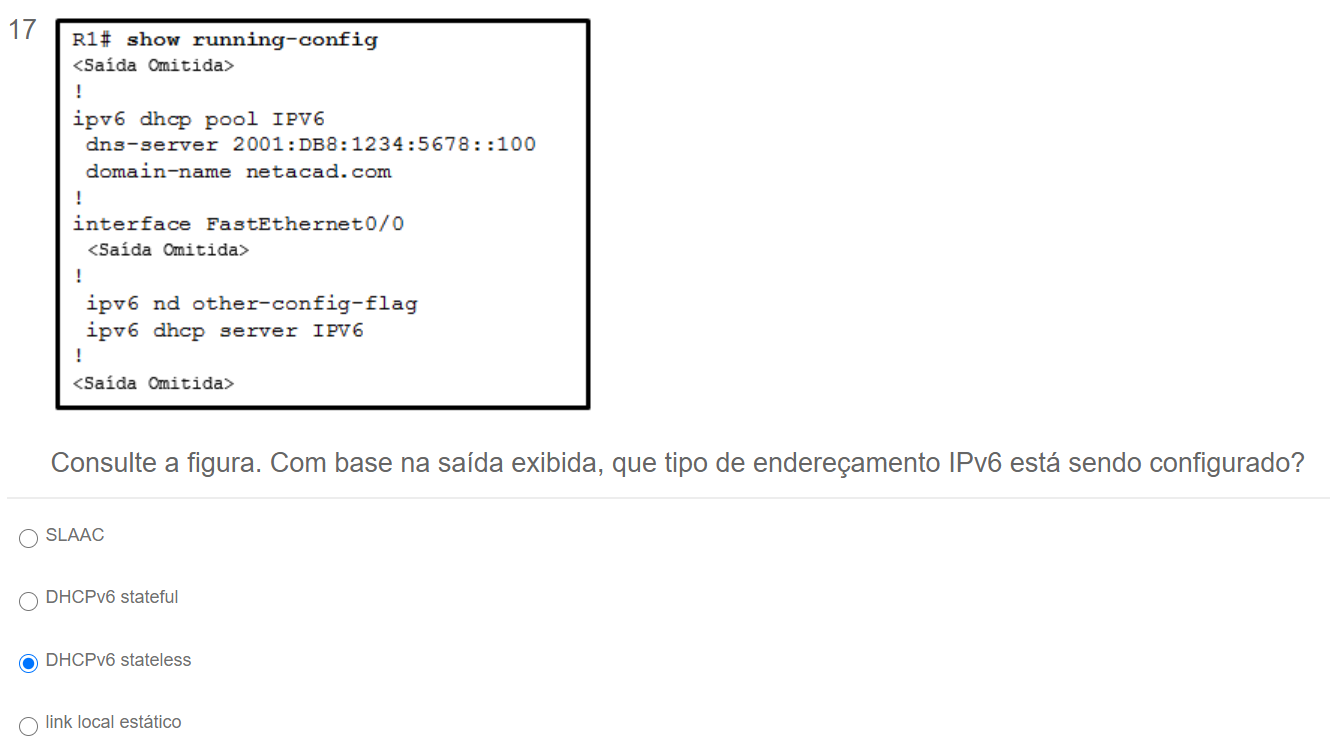 17
R1# show running-config
<Saída Omitida>
!
ipv6 dhcp pool IPV6
dns-server 2001:DB8:1234:5678::100
domain-name netacad.com
!
interface FastEthernet0/0
<Saída Omitida>
!
ipv6 nd other-config-flag
ipv6 dhcp server IPV6
!
<Saída Omitida>
Consulte a figura. Com base na saída exibida, que tipo de endereçamento IPv6 está sendo configurado?
SLAAC
DHCPv6 stateful
DHCPv6 stateless
link local estático